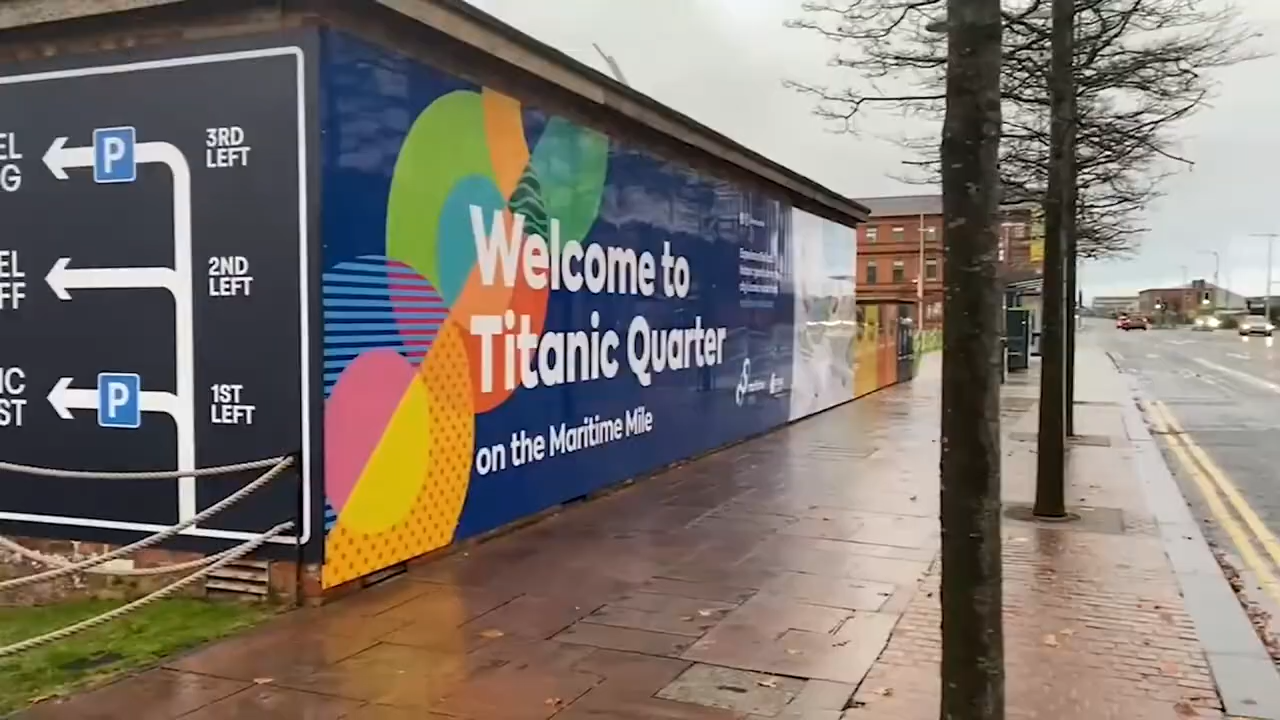 EL
G
P
3RD
LEFT
EL
FF
2ND
LEFT
IC
ST
P
1ST
LEFT
Welcome to
Titanic Quarter
on the Maritime Mile